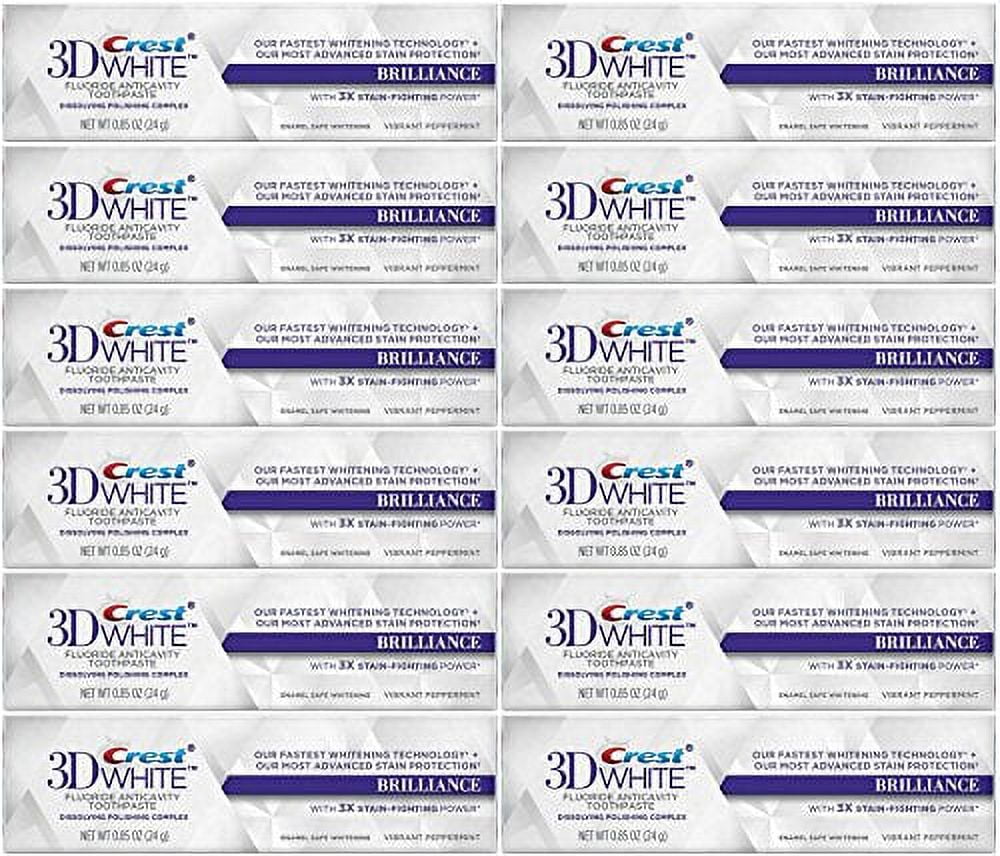 Crest®
3D WHITE™
FLUORIDE ANTICAVITY
TOOTHPASTE
DISSOLVING POLISHING COMPLEX
NET WT 0.85 OZ (24 g)
OUR FASTEST WHITENING TECHNOLOGY* +
OUR MOST ADVANCED STAIN PROTECTION†
BRILLIANCE
WITH 3X STAIN-FIGHTING POWER*
ENAMEL SAFE WHITENING VIBRANT PEPPERMINT
Crest®
3D WHITE™
FLUORIDE ANTICAVITY
TOOTHPASTE
DISSOLVING POLISHING COMPLEX
NET WT 0.85 OZ (24 g)
OUR FASTEST WHITENING TECHNOLOGY* +
OUR MOST ADVANCED STAIN PROTECTION†
BRILLIANCE
WITH 3X STAIN-FIGHTING POWER*
ENAMEL SAFE WHITENING VIBRANT PEPPERMINT
Crest®
3D WHITE™
FLUORIDE ANTICAVITY
TOOTHPASTE
DISSOLVING POLISHING COMPLEX
NET WT 0.85 OZ (24 g)
OUR FASTEST WHITENING TECHNOLOGY* +
OUR MOST ADVANCED STAIN PROTECTION†
BRILLIANCE
WITH 3X STAIN-FIGHTING POWER*
ENAMEL SAFE WHITENING VIBRANT PEPPERMINT
Crest®
3D WHITE™
FLUORIDE ANTICAVITY
TOOTHPASTE
DISSOLVING POLISHING COMPLEX
NET WT 0.85 OZ (24 g)
OUR FASTEST WHITENING TECHNOLOGY* +
OUR MOST ADVANCED STAIN PROTECTION†
BRILLIANCE
WITH 3X STAIN-FIGHTING POWER*
ENAMEL SAFE WHITENING VIBRANT PEPPERMINT
Crest®
3D WHITE™
FLUORIDE ANTICAVITY
TOOTHPASTE
DISSOLVING POLISHING COMPLEX
NET WT 0.85 OZ (24 g)
OUR FASTEST WHITENING TECHNOLOGY* +
OUR MOST ADVANCED STAIN PROTECTION†
BRILLIANCE
WITH 3X STAIN-FIGHTING POWER*
ENAMEL SAFE WHITENING VIBRANT PEPPERMINT
Crest®
3D WHITE™
FLUORIDE ANTICAVITY
TOOTHPASTE
DISSOLVING POLISHING COMPLEX
NET WT 0.85 OZ (24 g)
OUR FASTEST WHITENING TECHNOLOGY* +
OUR MOST ADVANCED STAIN PROTECTION†
BRILLIANCE
WITH 3X STAIN-FIGHTING POWER*
ENAMEL SAFE WHITENING VIBRANT PEPPERMINT
Crest®
3D WHITE™
FLUORIDE ANTICAVITY
TOOTHPASTE
DISSOLVING POLISHING COMPLEX
NET WT 0.85 OZ (24 g)
OUR FASTEST WHITENING TECHNOLOGY* +
OUR MOST ADVANCED STAIN PROTECTION†
BRILLIANCE
WITH 3X STAIN-FIGHTING POWER*
ENAMEL SAFE WHITENING VIBRANT PEPPERMINT
Crest®
3D WHITE™
FLUORIDE ANTICAVITY
TOOTHPASTE
DISSOLVING POLISHING COMPLEX
NET WT 0.85 OZ (24 g)
OUR FASTEST WHITENING TECHNOLOGY* +
OUR MOST ADVANCED STAIN PROTECTION†
BRILLIANCE
WITH 3X STAIN-FIGHTING POWER*
ENAMEL SAFE WHITENING VIBRANT PEPPERMINT
Crest®
3D WHITE™
FLUORIDE ANTICAVITY
TOOTHPASTE
DISSOLVING POLISHING COMPLEX
NET WT 0.85 OZ (24 g)
OUR FASTEST WHITENING TECHNOLOGY* +
OUR MOST ADVANCED STAIN PROTECTION†
BRILLIANCE
WITH 3X STAIN-FIGHTING POWER*
ENAMEL SAFE WHITENING VIBRANT PEPPERMINT
Crest®
3D WHITE™
FLUORIDE ANTICAVITY
TOOTHPASTE
DISSOLVING POLISHING COMPLEX
NET WT 0.85 OZ (24 g)
OUR FASTEST WHITENING TECHNOLOGY* +
OUR MOST ADVANCED STAIN PROTECTION†
BRILLIANCE
WITH 3X STAIN-FIGHTING POWER*
ENAMEL SAFE WHITENING VIBRANT PEPPERMINT
Crest®
3D WHITE™
FLUORIDE ANTICAVITY
TOOTHPASTE
DISSOLVING POLISHING COMPLEX
NET WT 0.85 OZ (24 g)
OUR FASTEST WHITENING TECHNOLOGY* +
OUR MOST ADVANCED STAIN PROTECTION†
BRILLIANCE
WITH 3X STAIN-FIGHTING POWER*
ENAMEL SAFE WHITENING VIBRANT PEPPERMINT
Crest®
3D WHITE™
FLUORIDE ANTICAVITY
TOOTHPASTE
DISSOLVING POLISHING COMPLEX
NET WT 0.85 OZ (24 g)
OUR FASTEST WHITENING TECHNOLOGY* +
OUR MOST ADVANCED STAIN PROTECTION†
BRILLIANCE
WITH 3X STAIN-FIGHTING POWER*
ENAMEL SAFE WHITENING VIBRANT PEPPERMINT